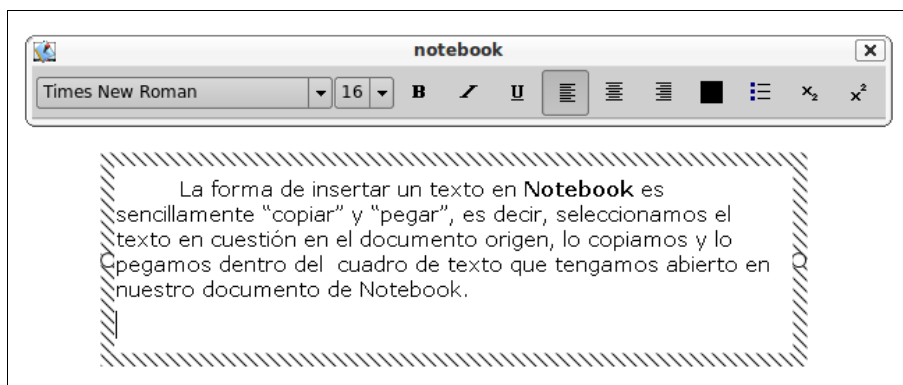 notebook
Times New Roman 16 B I U x₂ x²
La forma de insertar un texto en Notebook es
sencillamente “copiar” y “pegar”, es decir, seleccionamos el
texto en cuestión en el documento origen, lo copiamos y lo
pegamos dentro del  cuadro de texto que tengamos abierto en
nuestro documento de Notebook.